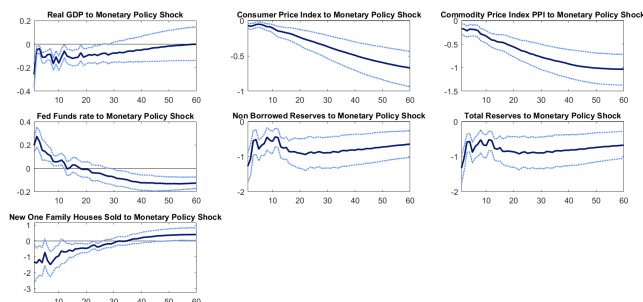 Real GDP to Monetary Policy Shock
0.2
0
0.2
0.4
10 20 30 40 50 60
Consumer Price Index to Monetary Policy Shock
0
-0.5
-1
10 20 30 40 50 60
Commodity Price Index PPI to Monetary Policy Shock
0
-0.5
-1
-1.5
10 20 30 40 50 60
Fed Funds rate to Monetary Policy Shock
0.4
0.2
0
0.2
10 20 30 40 50 60
Non Borrowed Reserves to Monetary Policy Shock
0
-1
-2
10 20 30 40 50 60
Total Reserves to Monetary Policy Shock
0
-1
-2
10 20 30 40 50 60
New One Family Houses Sold to Monetary Policy Shock
1
0
-1
-2
-3
10 20 30 40 50 60